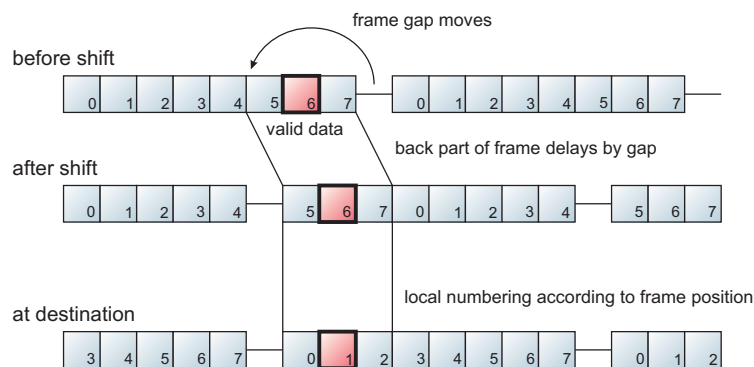 frame gap moves
before shift
0 1 2 3 4 5 6 7 0 1 2 3 4 5 6 7
valid data
back part of frame delays by gap
after shift
0 1 2 3 4 5 6 7 0 1 2 3 4 5 6 7
local numbering according to frame position
at destination
3 4 5 6 7 0 1 2 3 4 5 6 7 0 1 2